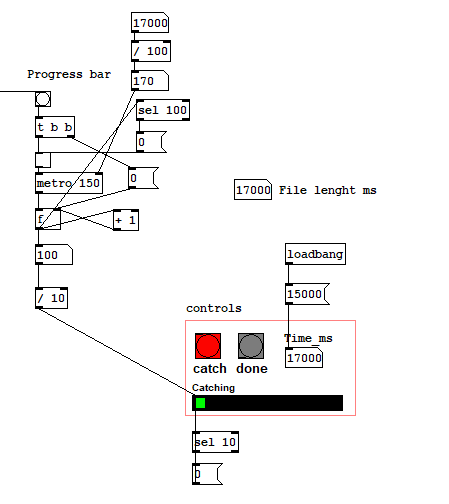 17000
/ 100
Progress bar
170
sel 100
t b b
0
metro 150
0
17000 File lenght ms
f
+ 1
100
loadbang
/ 10
15000
controls
Time_ms
17000
catch done
Catching
sel 10
0